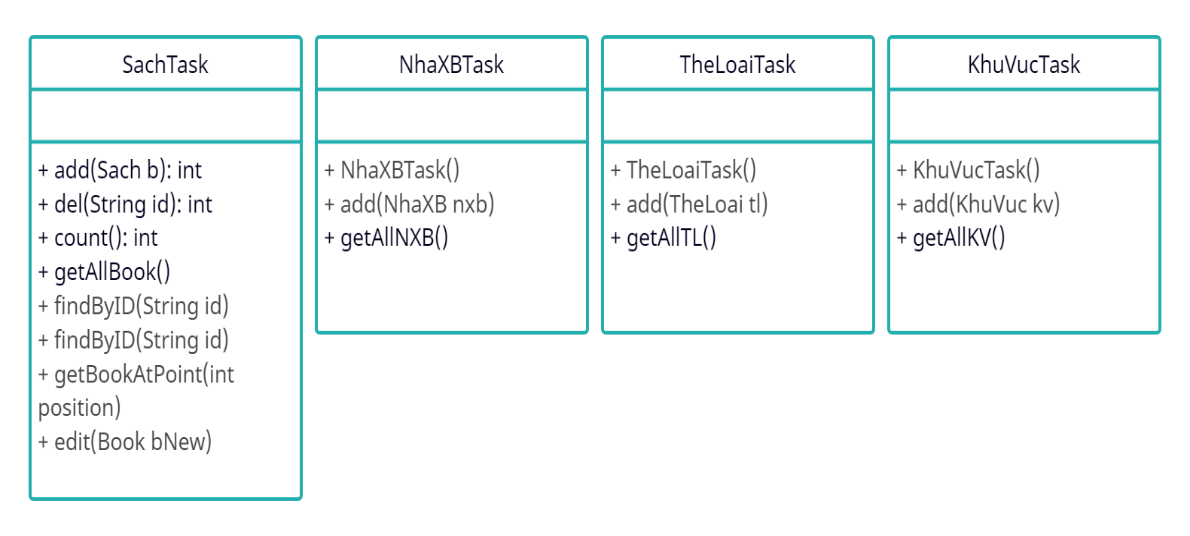 SachTask
+ add(Sach b): int
+ del(String id): int
+ count(): int
+ getAllBook()
+ findByID(String id)
+ findByID(String id)
+ getBookAtPoint(int
position)
+ edit(Book bNew)
NhaXBTask
+ NhaXBTask()
+ add(NhaXB nxb)
+ getAllNXB()
TheLoaiTask
+ TheLoaiTask()
+ add(TheLoai tl)
+ getAllTL()
KhuVucTask
+ KhuVucTask()
+ add(KhuVuc kv)
+ getAllKV()